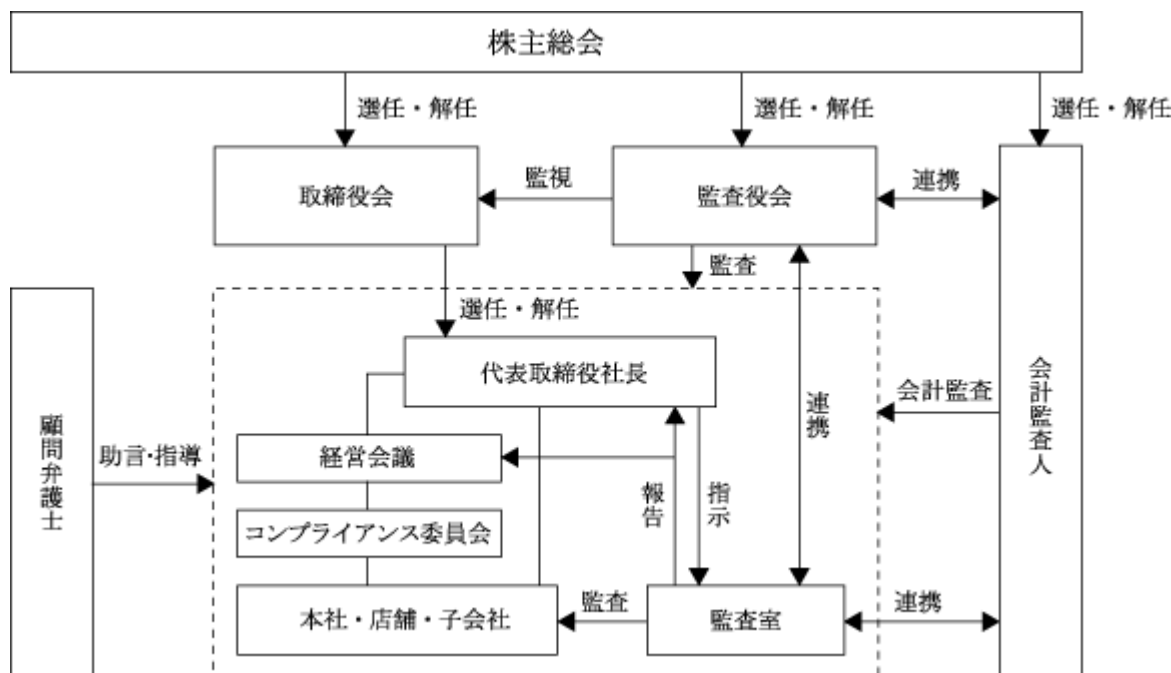 株主総会
選任・解任
選任・解任
選任・解任
取締役会
監視
監査役会
連携
監査
選任・解任
代表取締役社長
会計監査人
会計監査
連携
顧問弁護士
助言・指導
経営会議
報告
指示
コンプライアンス委員会
本社・店舗・子会社
監査
監査室
連携